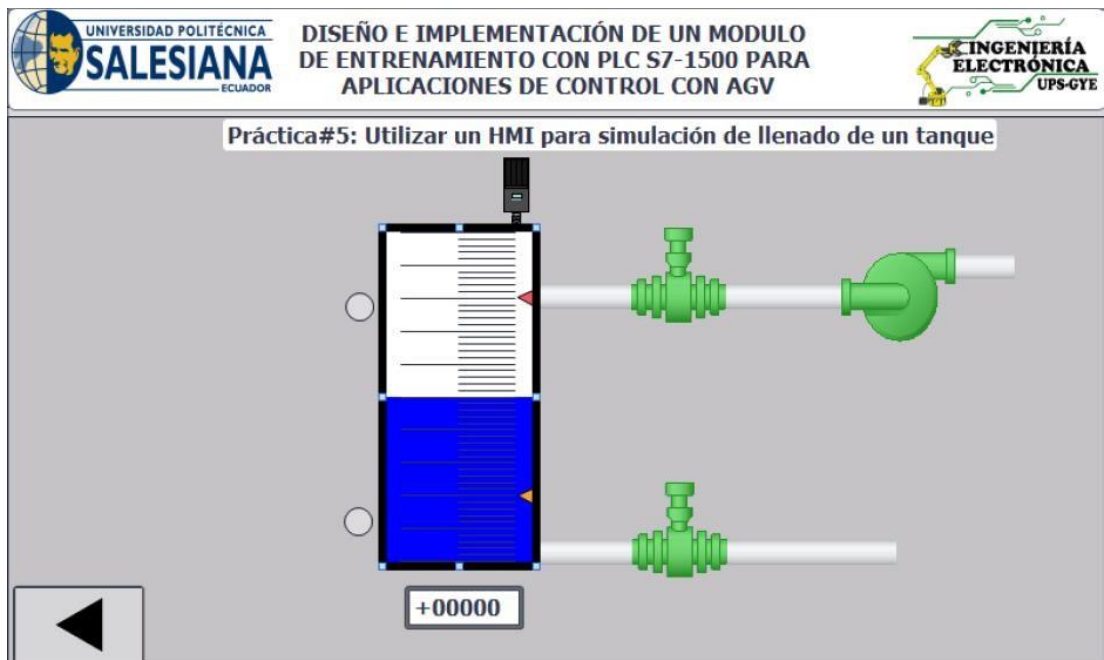 UNIVERSIDAD POLITÉCNICA
SALESIANA
ECUADOR
DISEÑO E IMPLEMENTACIÓN DE UN MODULO
DE ENTRENAMIENTO CON PLC S7-1500 PARA
APLICACIONES DE CONTROL CON AGV
INGENIERÍA
ELECTRÓNICA
UPS-GYE
Práctica#5: Utilizar un HMI para simulación de llenado de un tanque
+00000